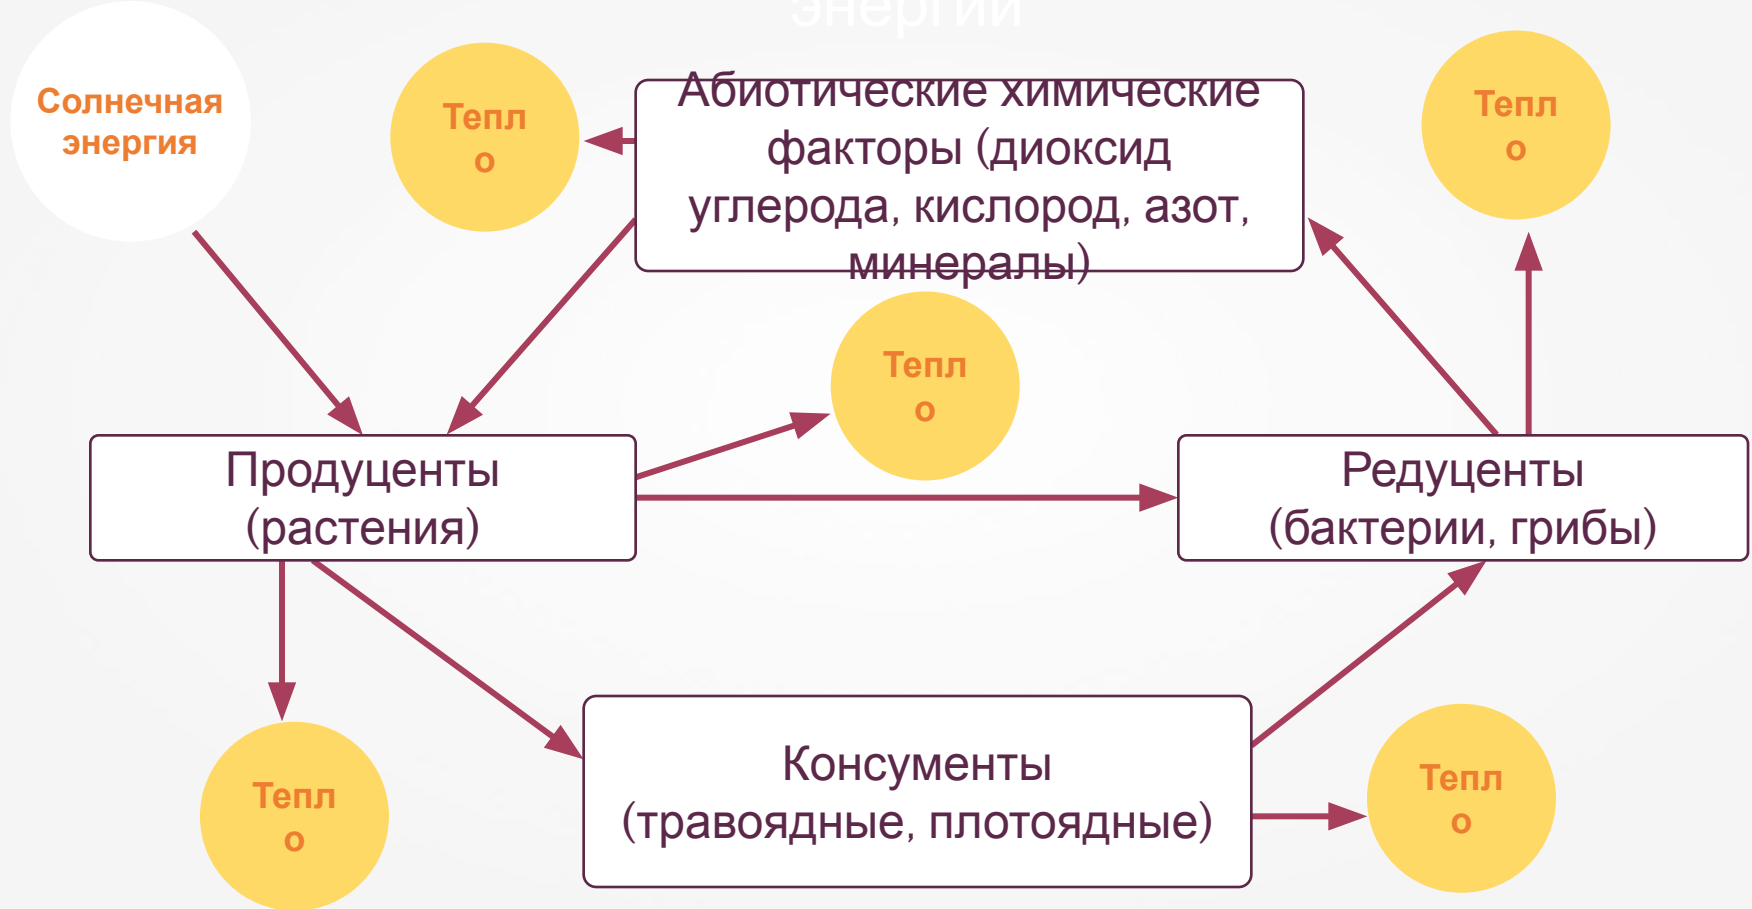 энергии
Солнечная
энергия
Тепл
о
Абиотические химические
факторы (диоксид
углерода, кислород, азот,
минералы)
Тепл
о
Тепл
о
Продуценты
(растения)
Редуценты
(бактерии, грибы)
Тепл
о
Консументы
(травоядные, плотоядные)
Тепл
о